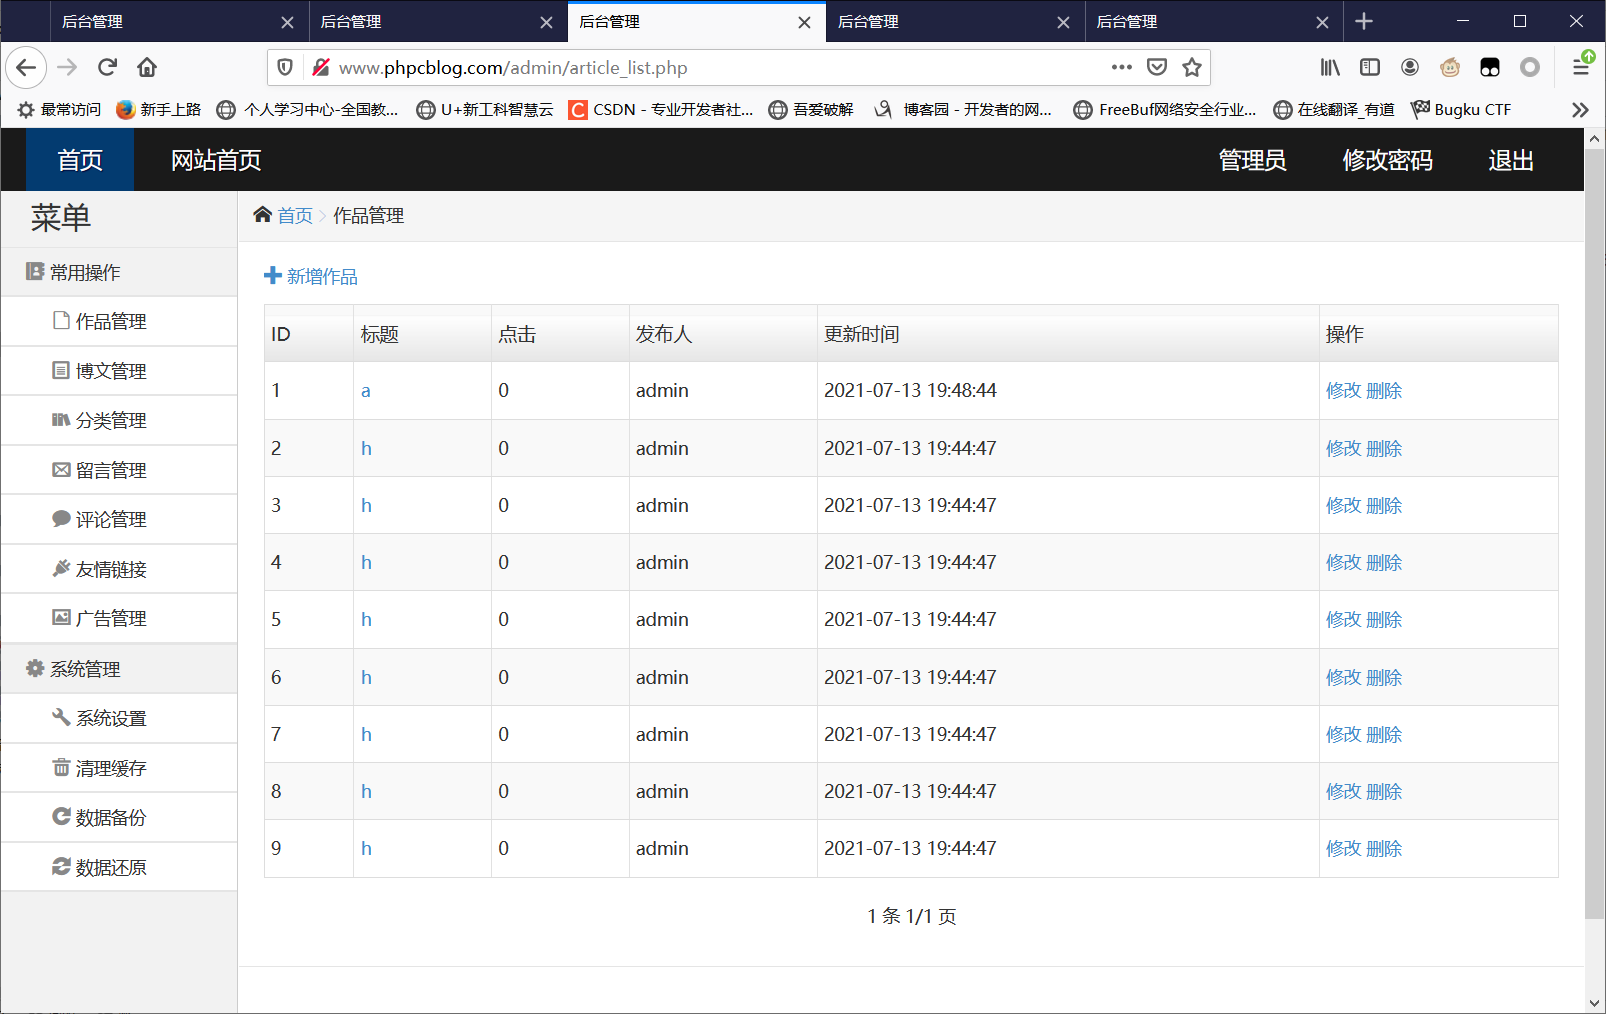 后台管理 后台管理 后台管理 后台管理 后台管理
www.phpcblog.com/admin/article_list.php
最常访问 新手上路 个人学习中心-全国教... U+新工科智慧云 CSDN - 专业开发者社... 吾爱破解 博客园 - 开发者的网... FreeBuf网络安全行业... 在线翻译_有道 Bugku CTF
首页 网站首页 管理员 修改密码 退出
菜单
常用操作
作品管理
博文管理
分类管理
留言管理
评论管理
友情链接
广告管理
系统管理
系统设置
清理缓存
数据备份
数据还原
首页 作品管理
新增作品
ID 标题 点击 发布人 更新时间 操作
1 a 0 admin 2021-07-13 19:48:44 修改 删除
2 h 0 admin 2021-07-13 19:44:47 修改 删除
3 h 0 admin 2021-07-13 19:44:47 修改 删除
4 h 0 admin 2021-07-13 19:44:47 修改 删除
5 h 0 admin 2021-07-13 19:44:47 修改 删除
6 h 0 admin 2021-07-13 19:44:47 修改 删除
7 h 0 admin 2021-07-13 19:44:47 修改 删除
8 h 0 admin 2021-07-13 19:44:47 修改 删除
9 h 0 admin 2021-07-13 19:44:47 修改 删除
1 条 1/1 页